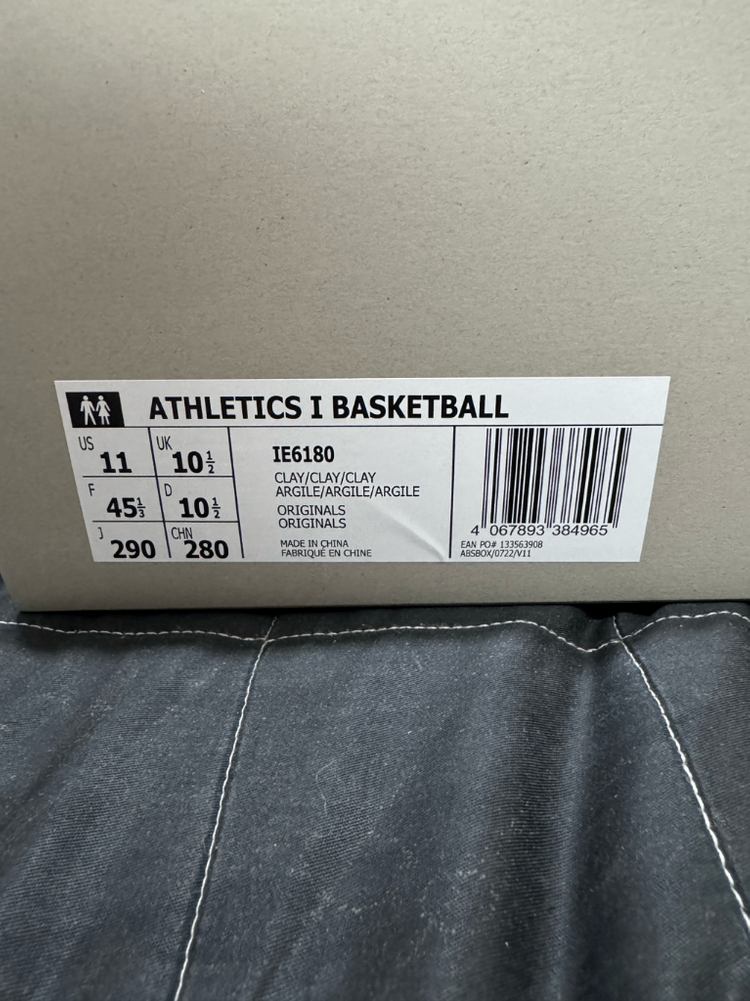 ATHLETICS I BASKETBALL
US 11 UK 10½
F 45⅓ D 10½
J 290 CHN 280
IE6180
CLAY/CLAY/CLAY
ARGILE/ARGILE/ARGILE
ORIGINALS
ORIGINALS
MADE IN CHINA
FABRIQUÉ EN CHINE
4 067893 384965
EAN PO# 133563908
ABSBOX/0722/V11